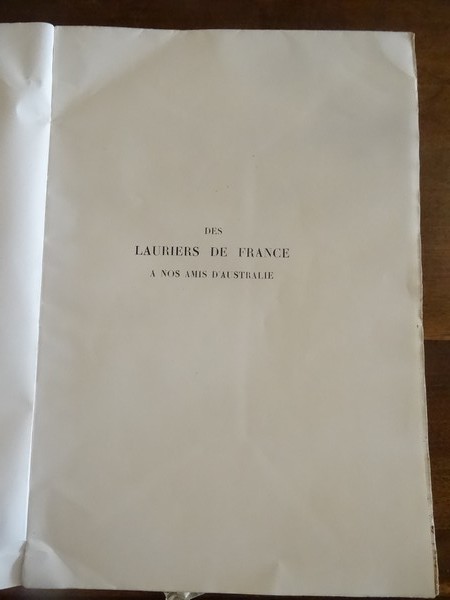 DES
LAURIERS DE FRANCE
A NOS AMIS D'AUSTRALIE